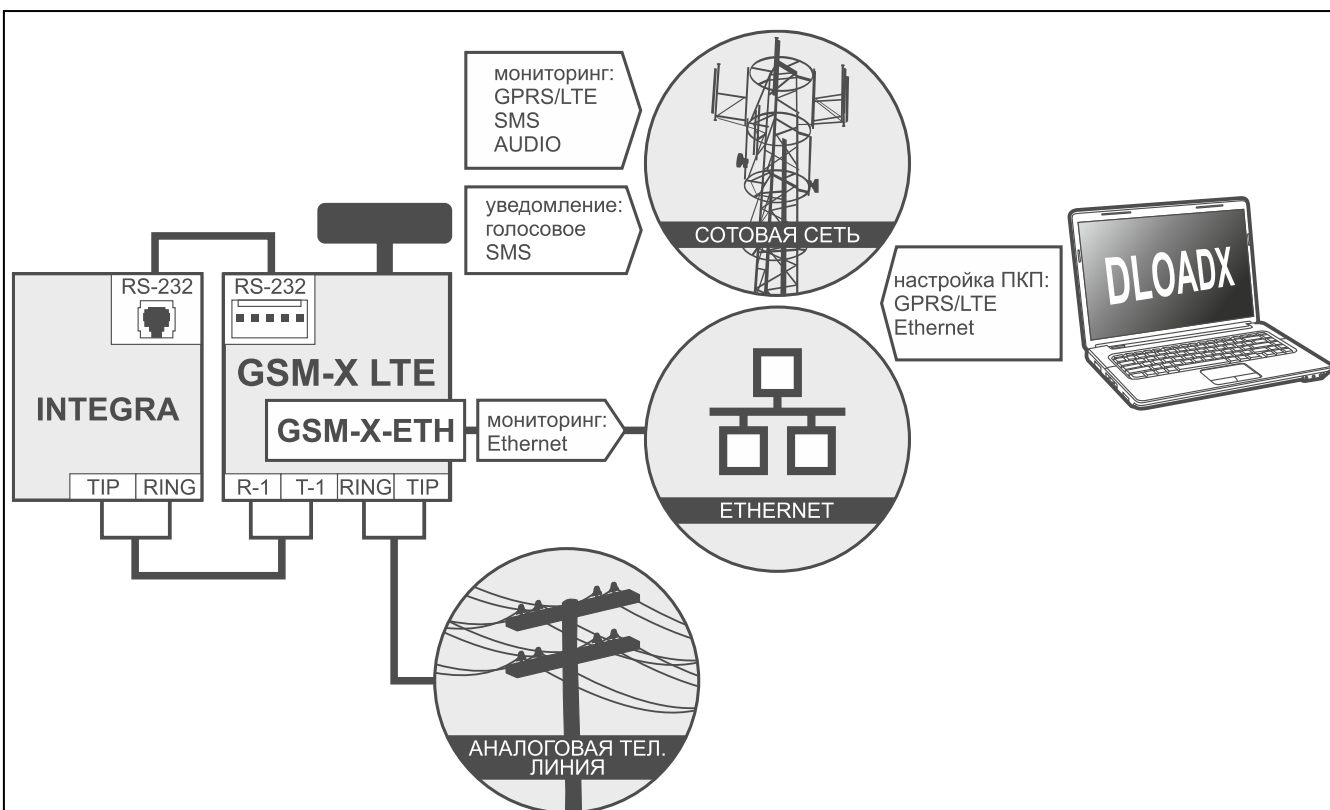 мониторинг:
GPRS/LTE
SMS
AUDIO
уведомление:
голосовое
SMS
СОТОВАЯ СЕТЬ
настройка ПКП:
GPRS/LTE
Ethernet
DLOADX
RS-232
RS-232
INTEGRA
GSM-X LTE
GSM-X-ETH
мониторинг:
Ethernet
TIP RING
R-1 T-1 RING TIP
ETHERNET
АНАЛОГОВАЯ ТЕЛ.
ЛИНИЯ